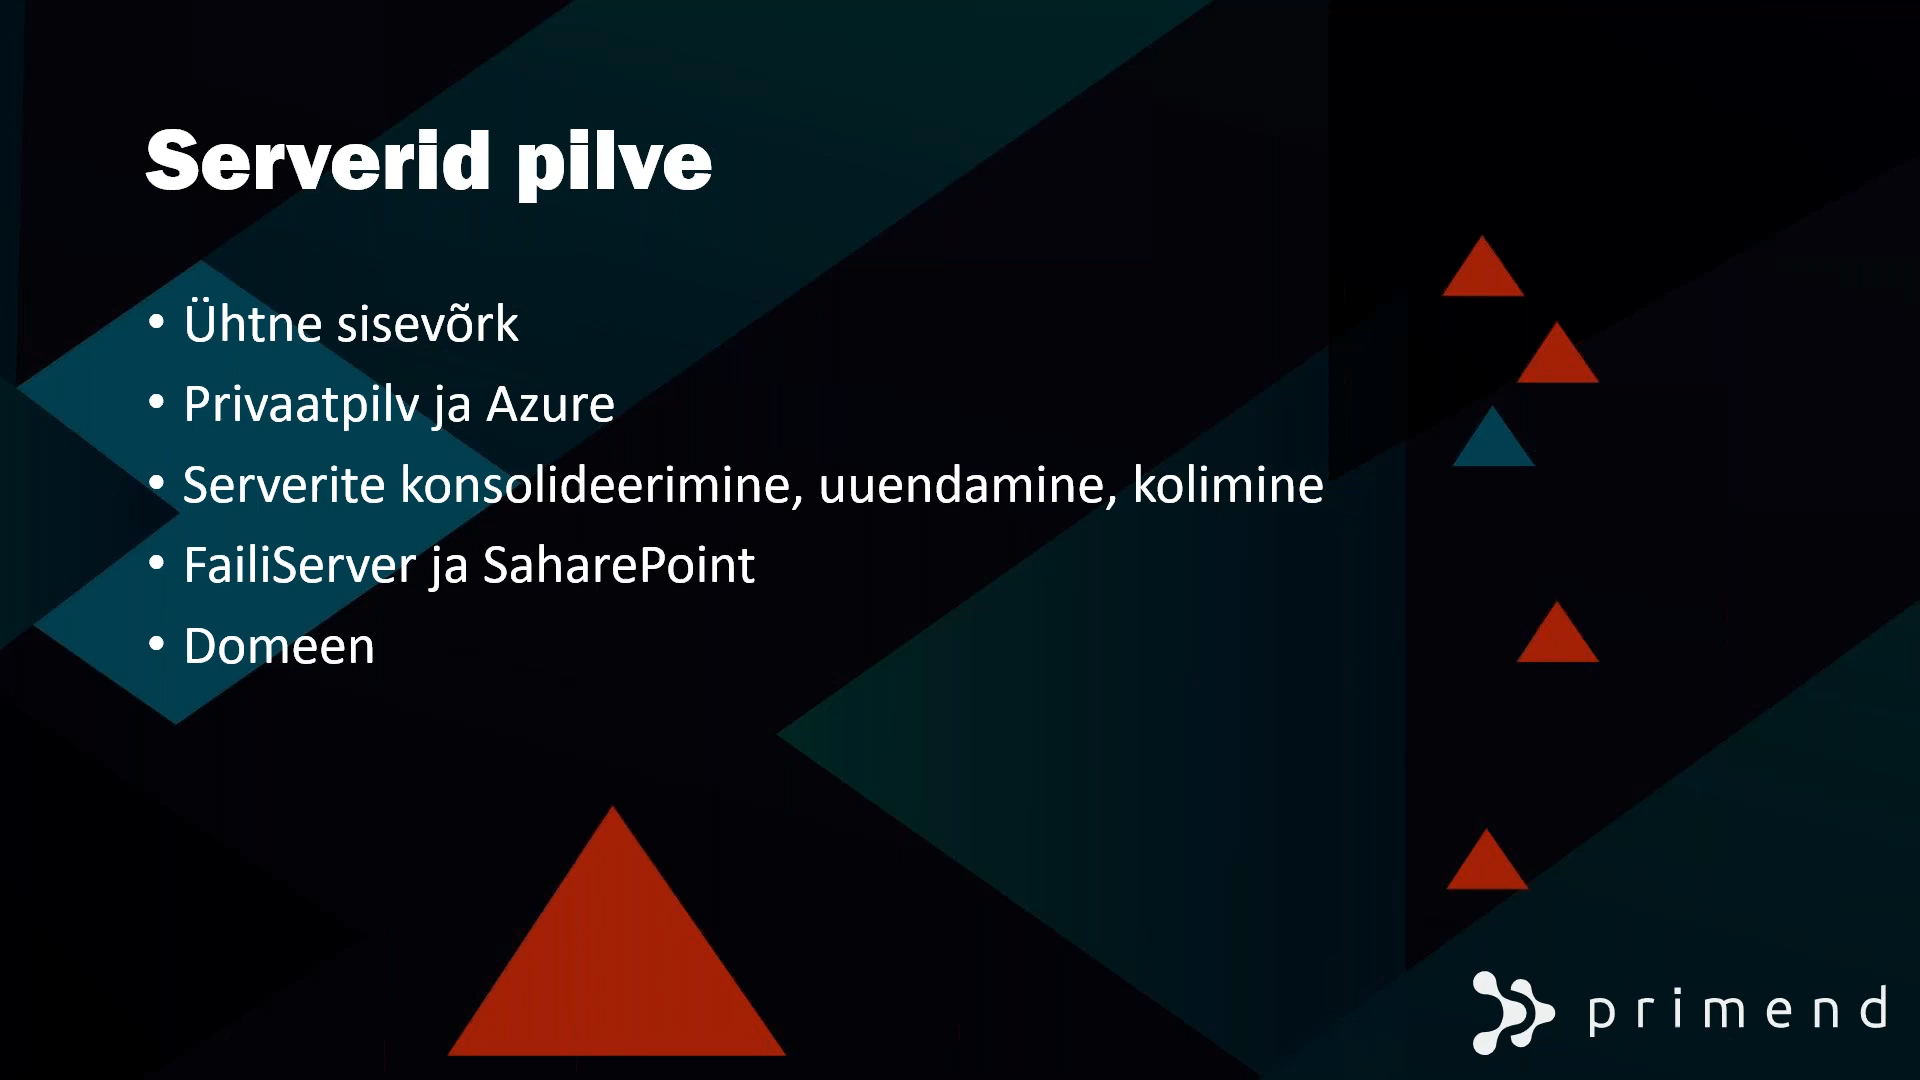 Serverid pilve
• Ühtne sisevõrk
• Privaatpilv ja Azure
• Serverite konsolideerimine, uuendamine, kolimine
• FailiServer ja SaharePoint
• Domeen
primend